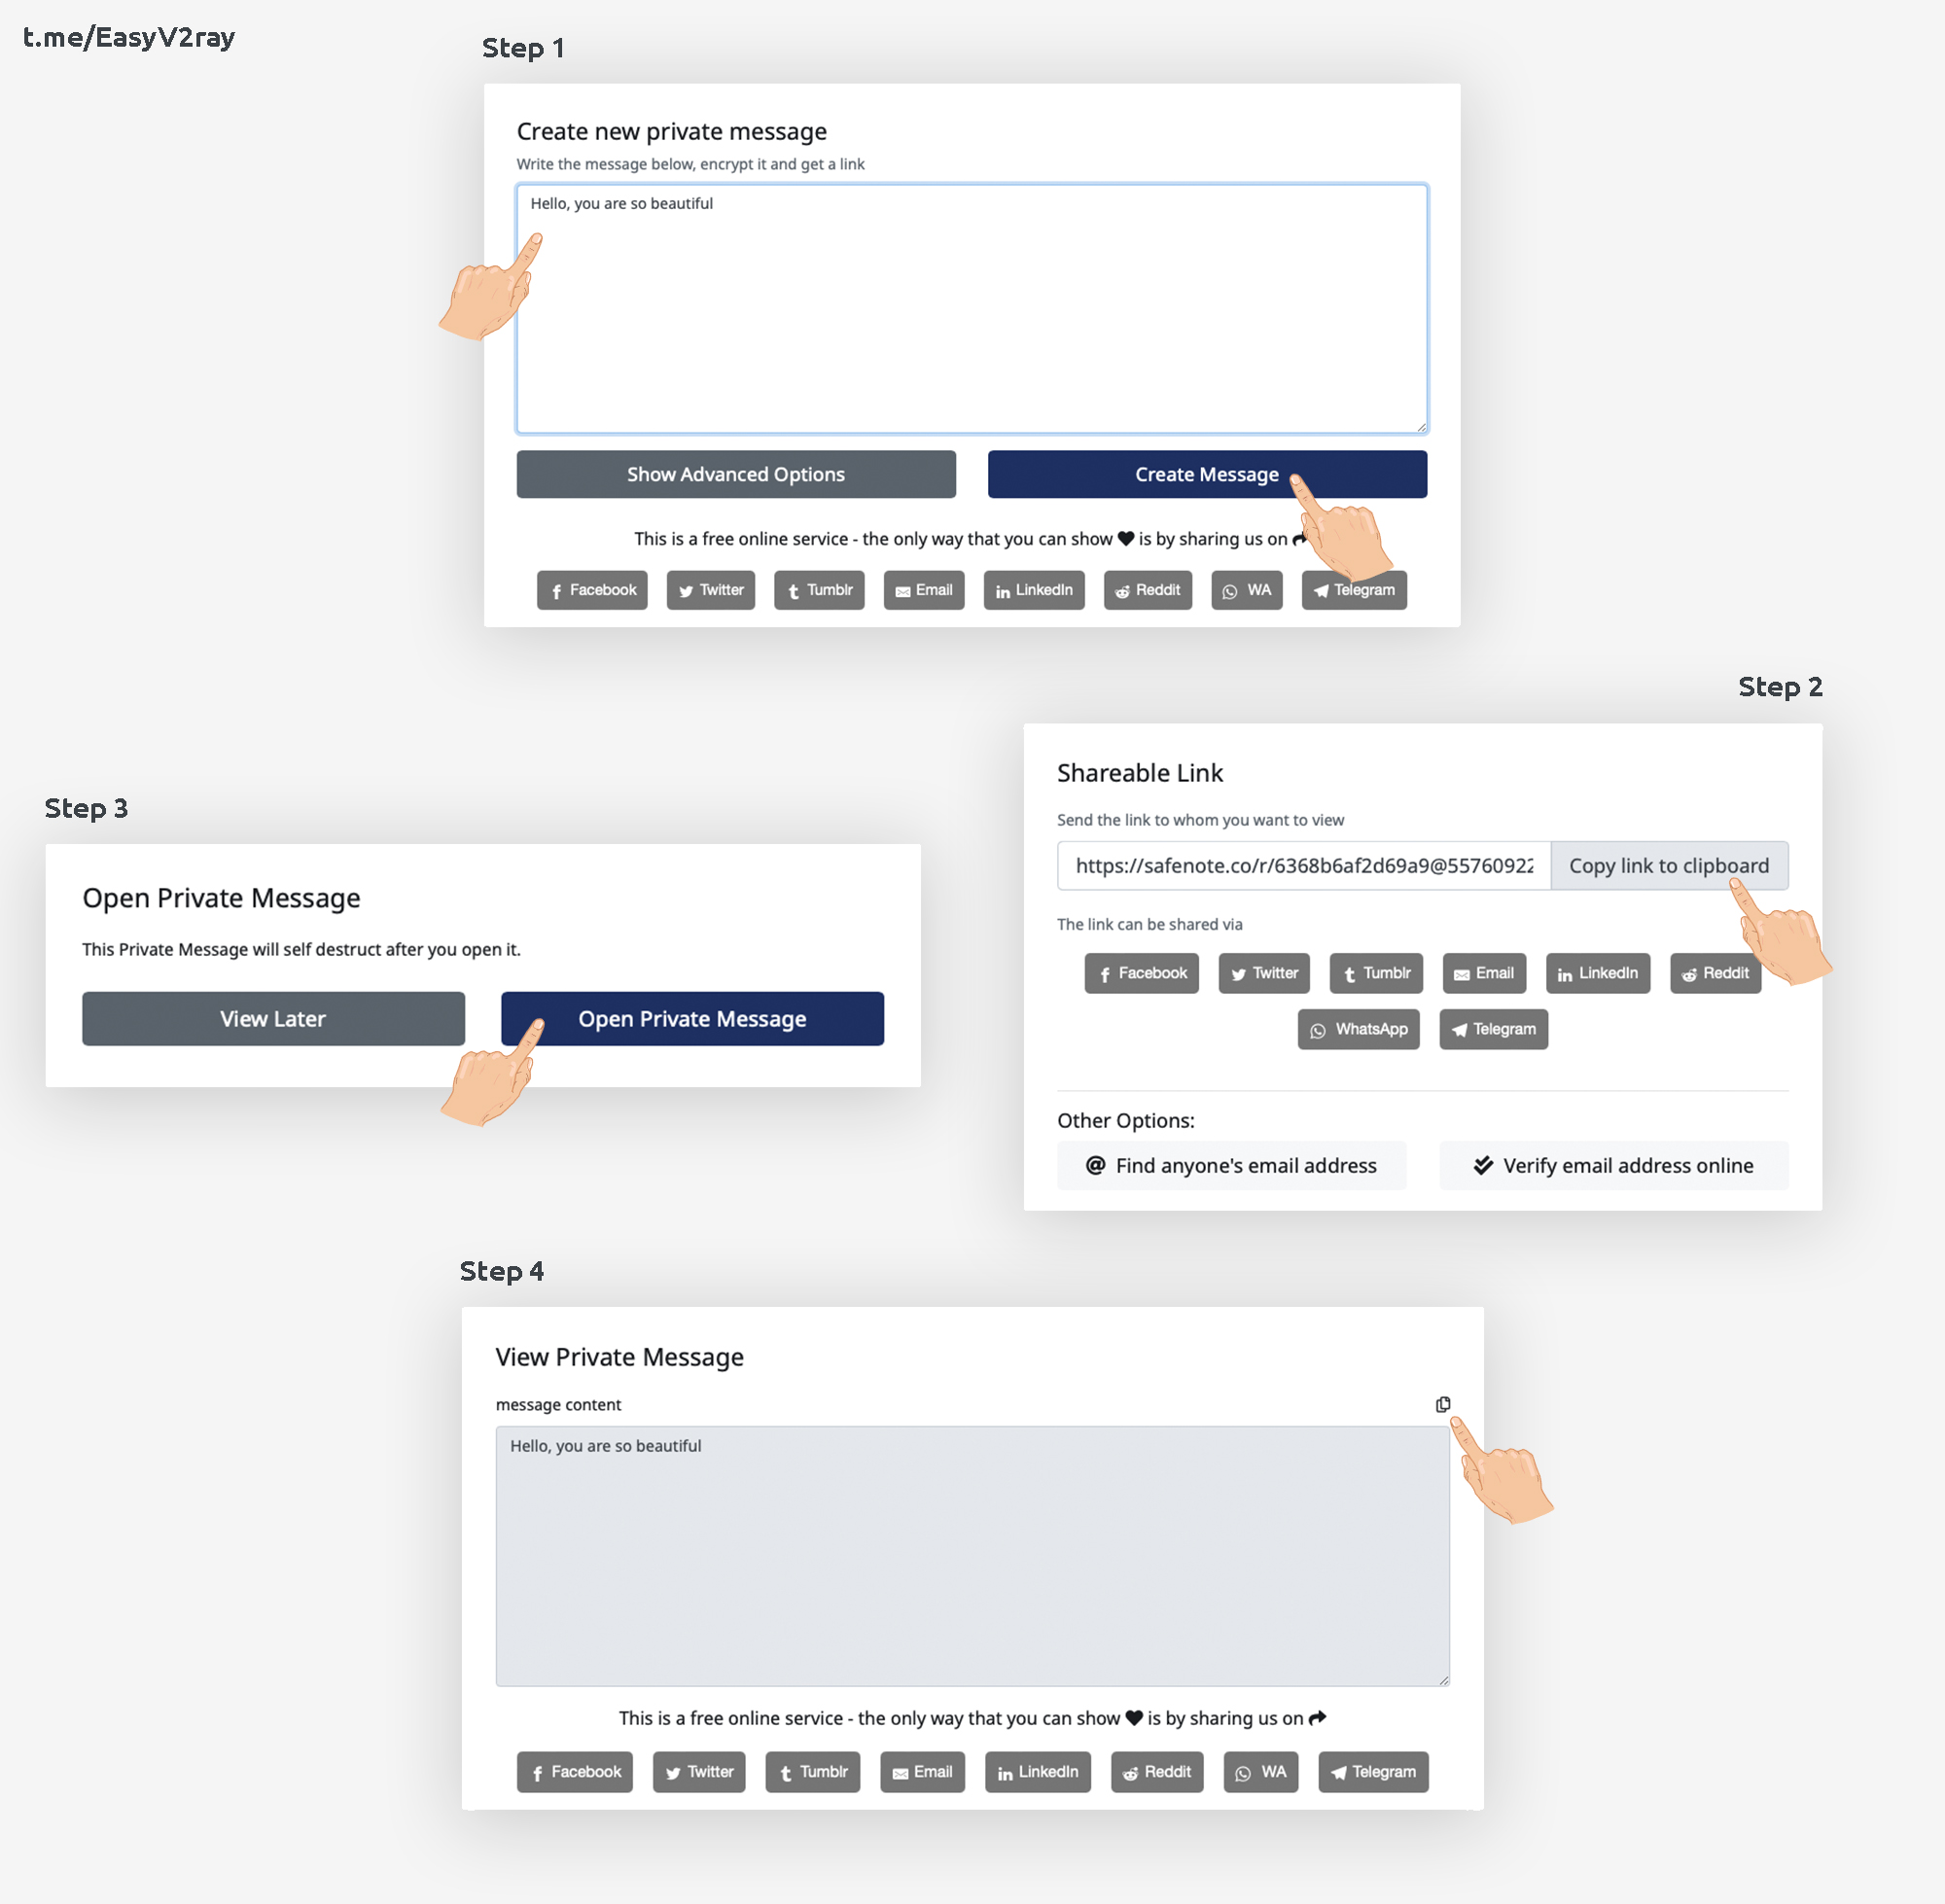 t.me/EasyV2ray
Step 1
Create new private message
Write the message below, encrypt it and get a link
Hello, you are so beautiful
Show Advanced Options
Create Message
This is a free online service - the only way that you can show is by sharing us on
Facebook
Twitter
Tumblr
Email
LinkedIn
Reddit
WA
Telegram
Step 2
Shareable Link
Send the link to whom you want to view
https://safenote.co/r/6368b6af2d69a9@55760922
Copy link to clipboard
The link can be shared via
Facebook
Twitter
Tumblr
Email
LinkedIn
Reddit
WhatsApp
Telegram
Other Options:
Find anyone's email address
Verify email address online
Step 3
Open Private Message
This Private Message will self destruct after you open it.
View Later
Open Private Message
Step 4
View Private Message
message content
Hello, you are so beautiful
This is a free online service - the only way that you can show is by sharing us on
Facebook
Twitter
Tumblr
Email
LinkedIn
Reddit
WA
Telegram